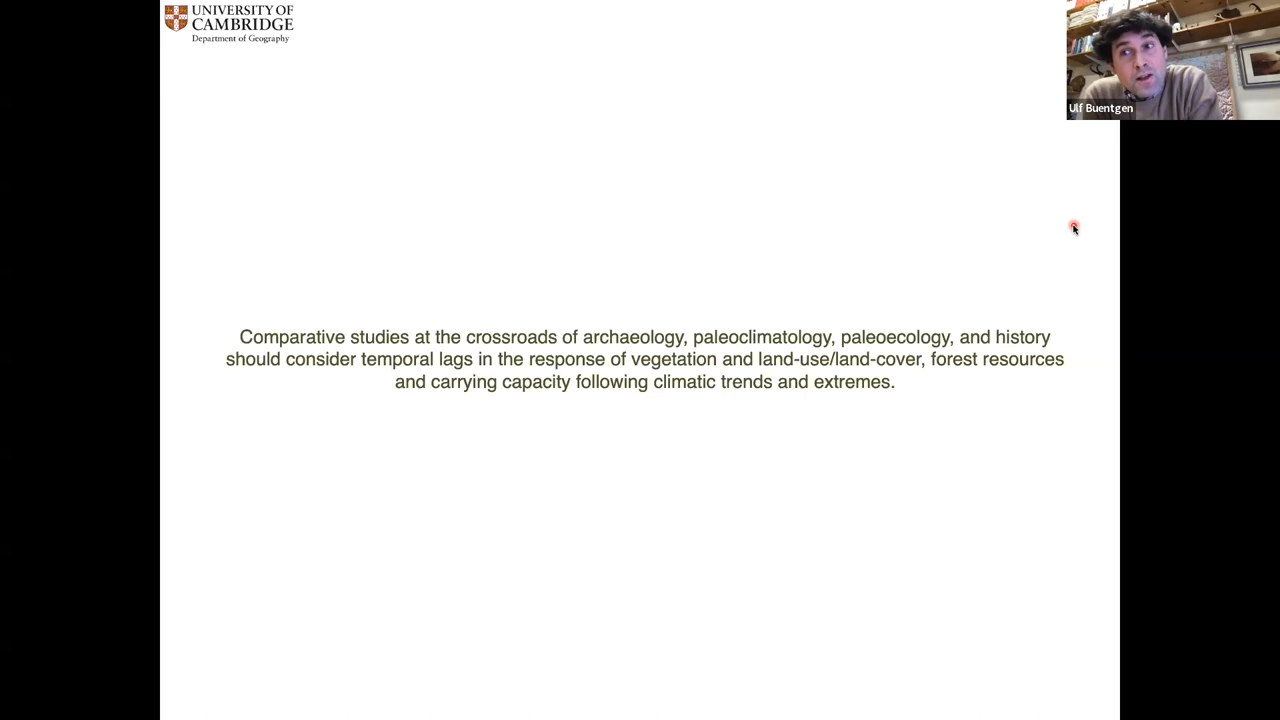 UNIVERSITY OF
CAMBRIDGE
Department of Geography
Ulf Buentgen
Comparative studies at the crossroads of archaeology, paleoclimatology, paleoecology, and history
should consider temporal lags in the response of vegetation and land-use/land-cover, forest resources
and carrying capacity following climatic trends and extremes.